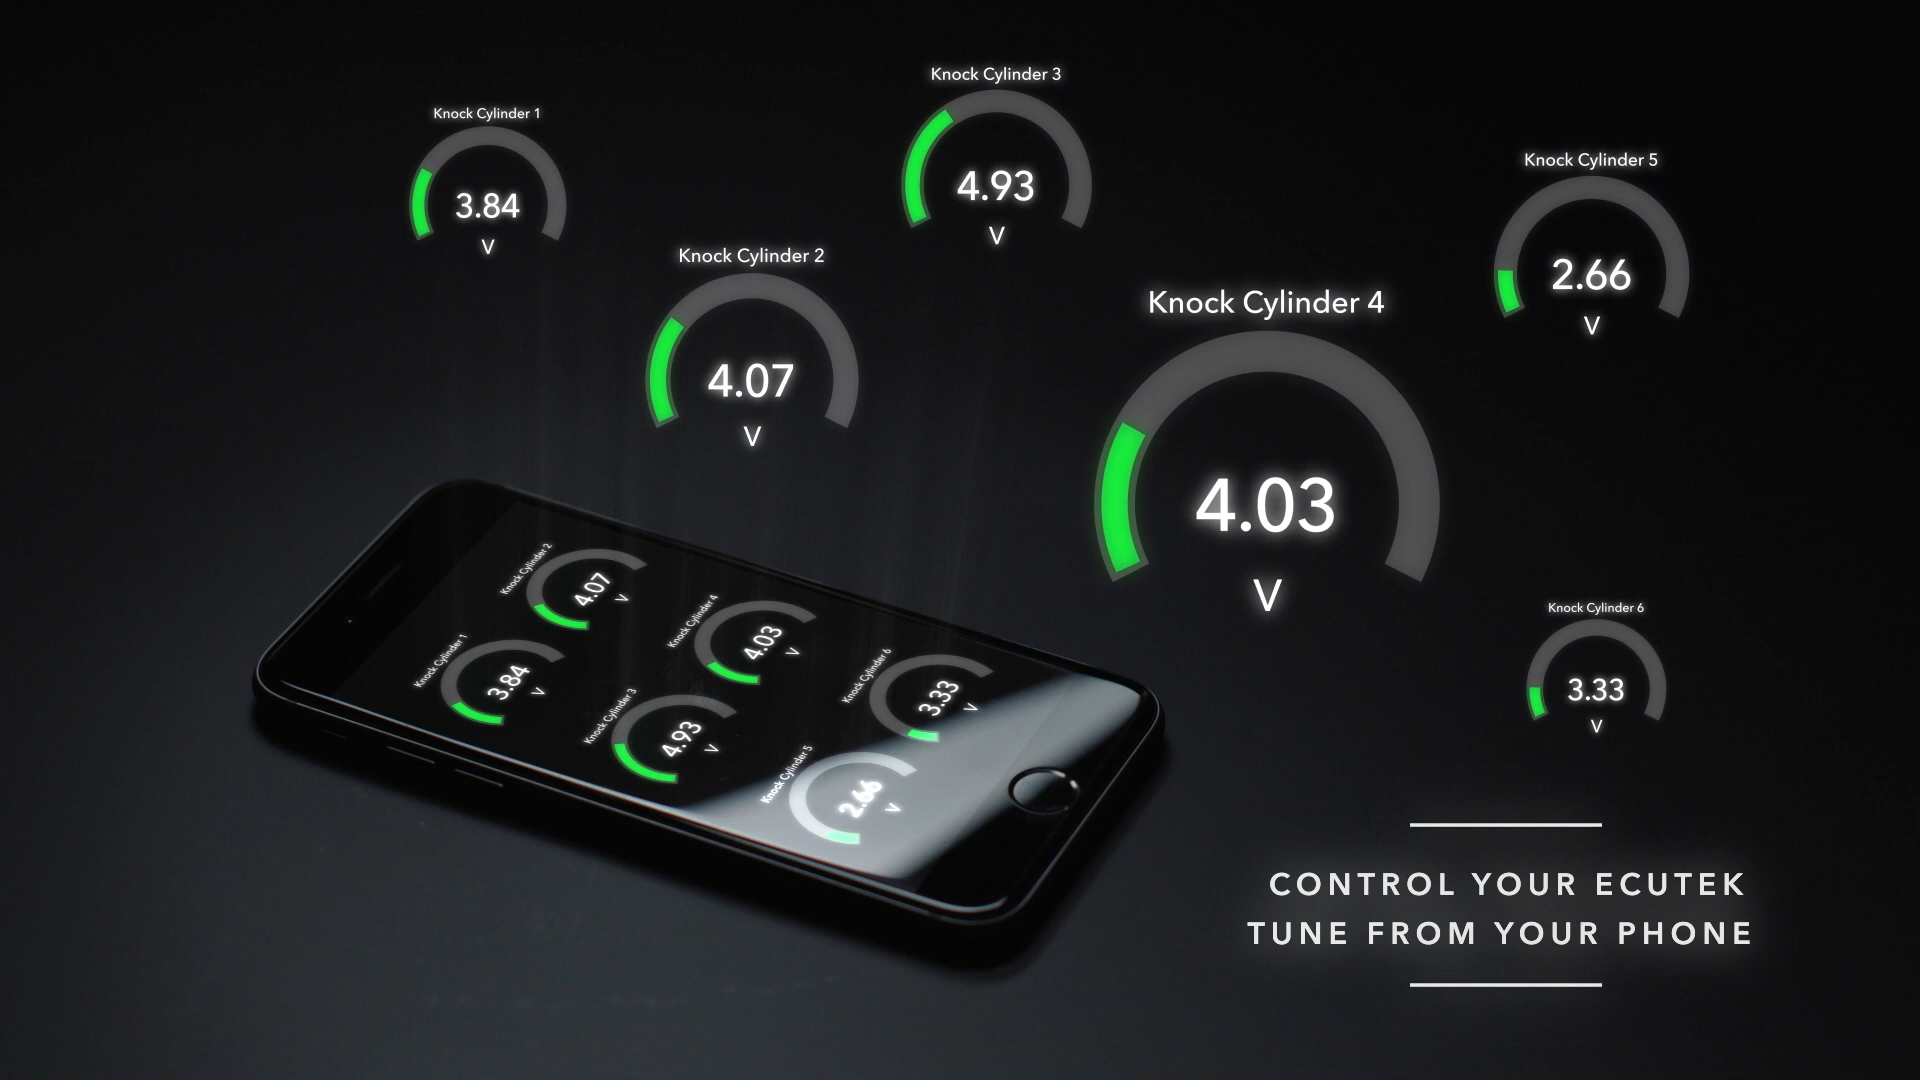 Knock Cylinder 1
3.84
V
Knock Cylinder 2
4.07
V
Knock Cylinder 3
4.93
V
Knock Cylinder 4
4.03
V
Knock Cylinder 5
2.66
V
Knock Cylinder 6
3.33
V
Knock Cylinder 2
4.07
V
Knock Cylinder 4
4.03
V
Knock Cylinder 6
3.33
V
Knock Cylinder 1
3.84
V
Knock Cylinder 3
4.93
V
Knock Cylinder 5
2.66
V
CONTROL YOUR ECUTEK
TUNE FROM YOUR PHONE